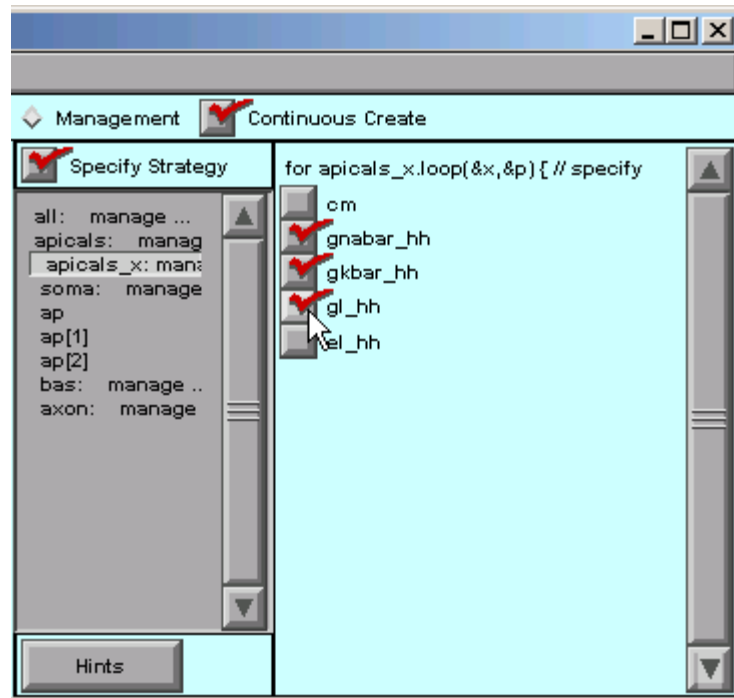 Management Continuous Create
Specify Strategy
all: manage ...
apicals: manag
apicals_x: mana
soma: manage
ap
ap[1]
ap[2]
bas: manage ..
axon: manage
Hints
for apicals_x.loop(&x,&p) { // specify
cm
gnabar_hh
gkbar_hh
gl_hh
el_hh